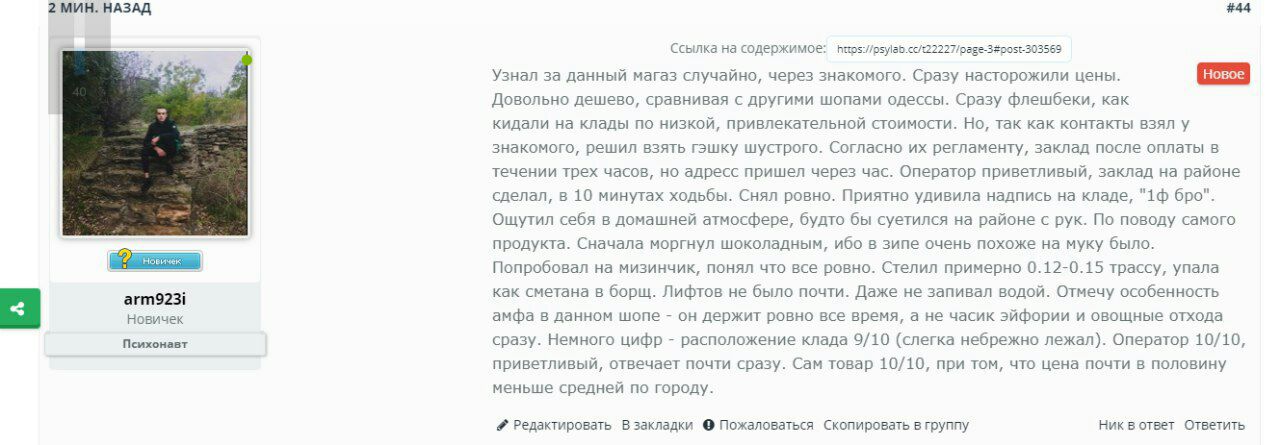 2 МИН. НАЗАД
#44
Ссылка на содержимое: https://psylab.cc/t22227/page-3#post-303569
Новое
40
Узнал за данный магаз случайно, через знакомого. Сразу насторожили цены.
Довольно дешево, сравнивая с другими шопами одессы. Сразу флешбеки, как
кидали на клады по низкой, привлекательной стоимости. Но, так как контакты взял у
знакомого, решил взять гэшку шустрого. Согласно их регламенту, заклад после оплаты в
течении трех часов, но адресс пришел через час. Оператор приветливый, заклад на районе
сделал, в 10 минутах ходьбы. Снял ровно. Приятно удивила надпись на кладе, "1ф бро".
Ощутил себя в домашней атмосфере, будто бы суетился на районе с рук. По поводу самого
продукта. Сначала моргнул шоколадным, ибо в зипе очень похоже на муку было.
Попробовал на мизинчик, понял что все ровно. Стелил примерно 0.12-0.15 трассу, упала
как сметана в борщ. Лифтов не было почти. Даже не запивал водой. Отмечу особенность
амфа в данном шопе - он держит ровно все время, а не часик эйфории и овощные отхода
сразу. Немного цифр - расположение клада 9/10 (слегка небрежно лежал). Оператор 10/10,
приветливый, отвечает почти сразу. Сам товар 10/10, при том, что цена почти в половину
меньше средней по городу.
Новичек
arm923i
Новичек
Психонавт
Редактировать В закладки Пожаловаться Скопировать в группу
Ник в ответ Ответить